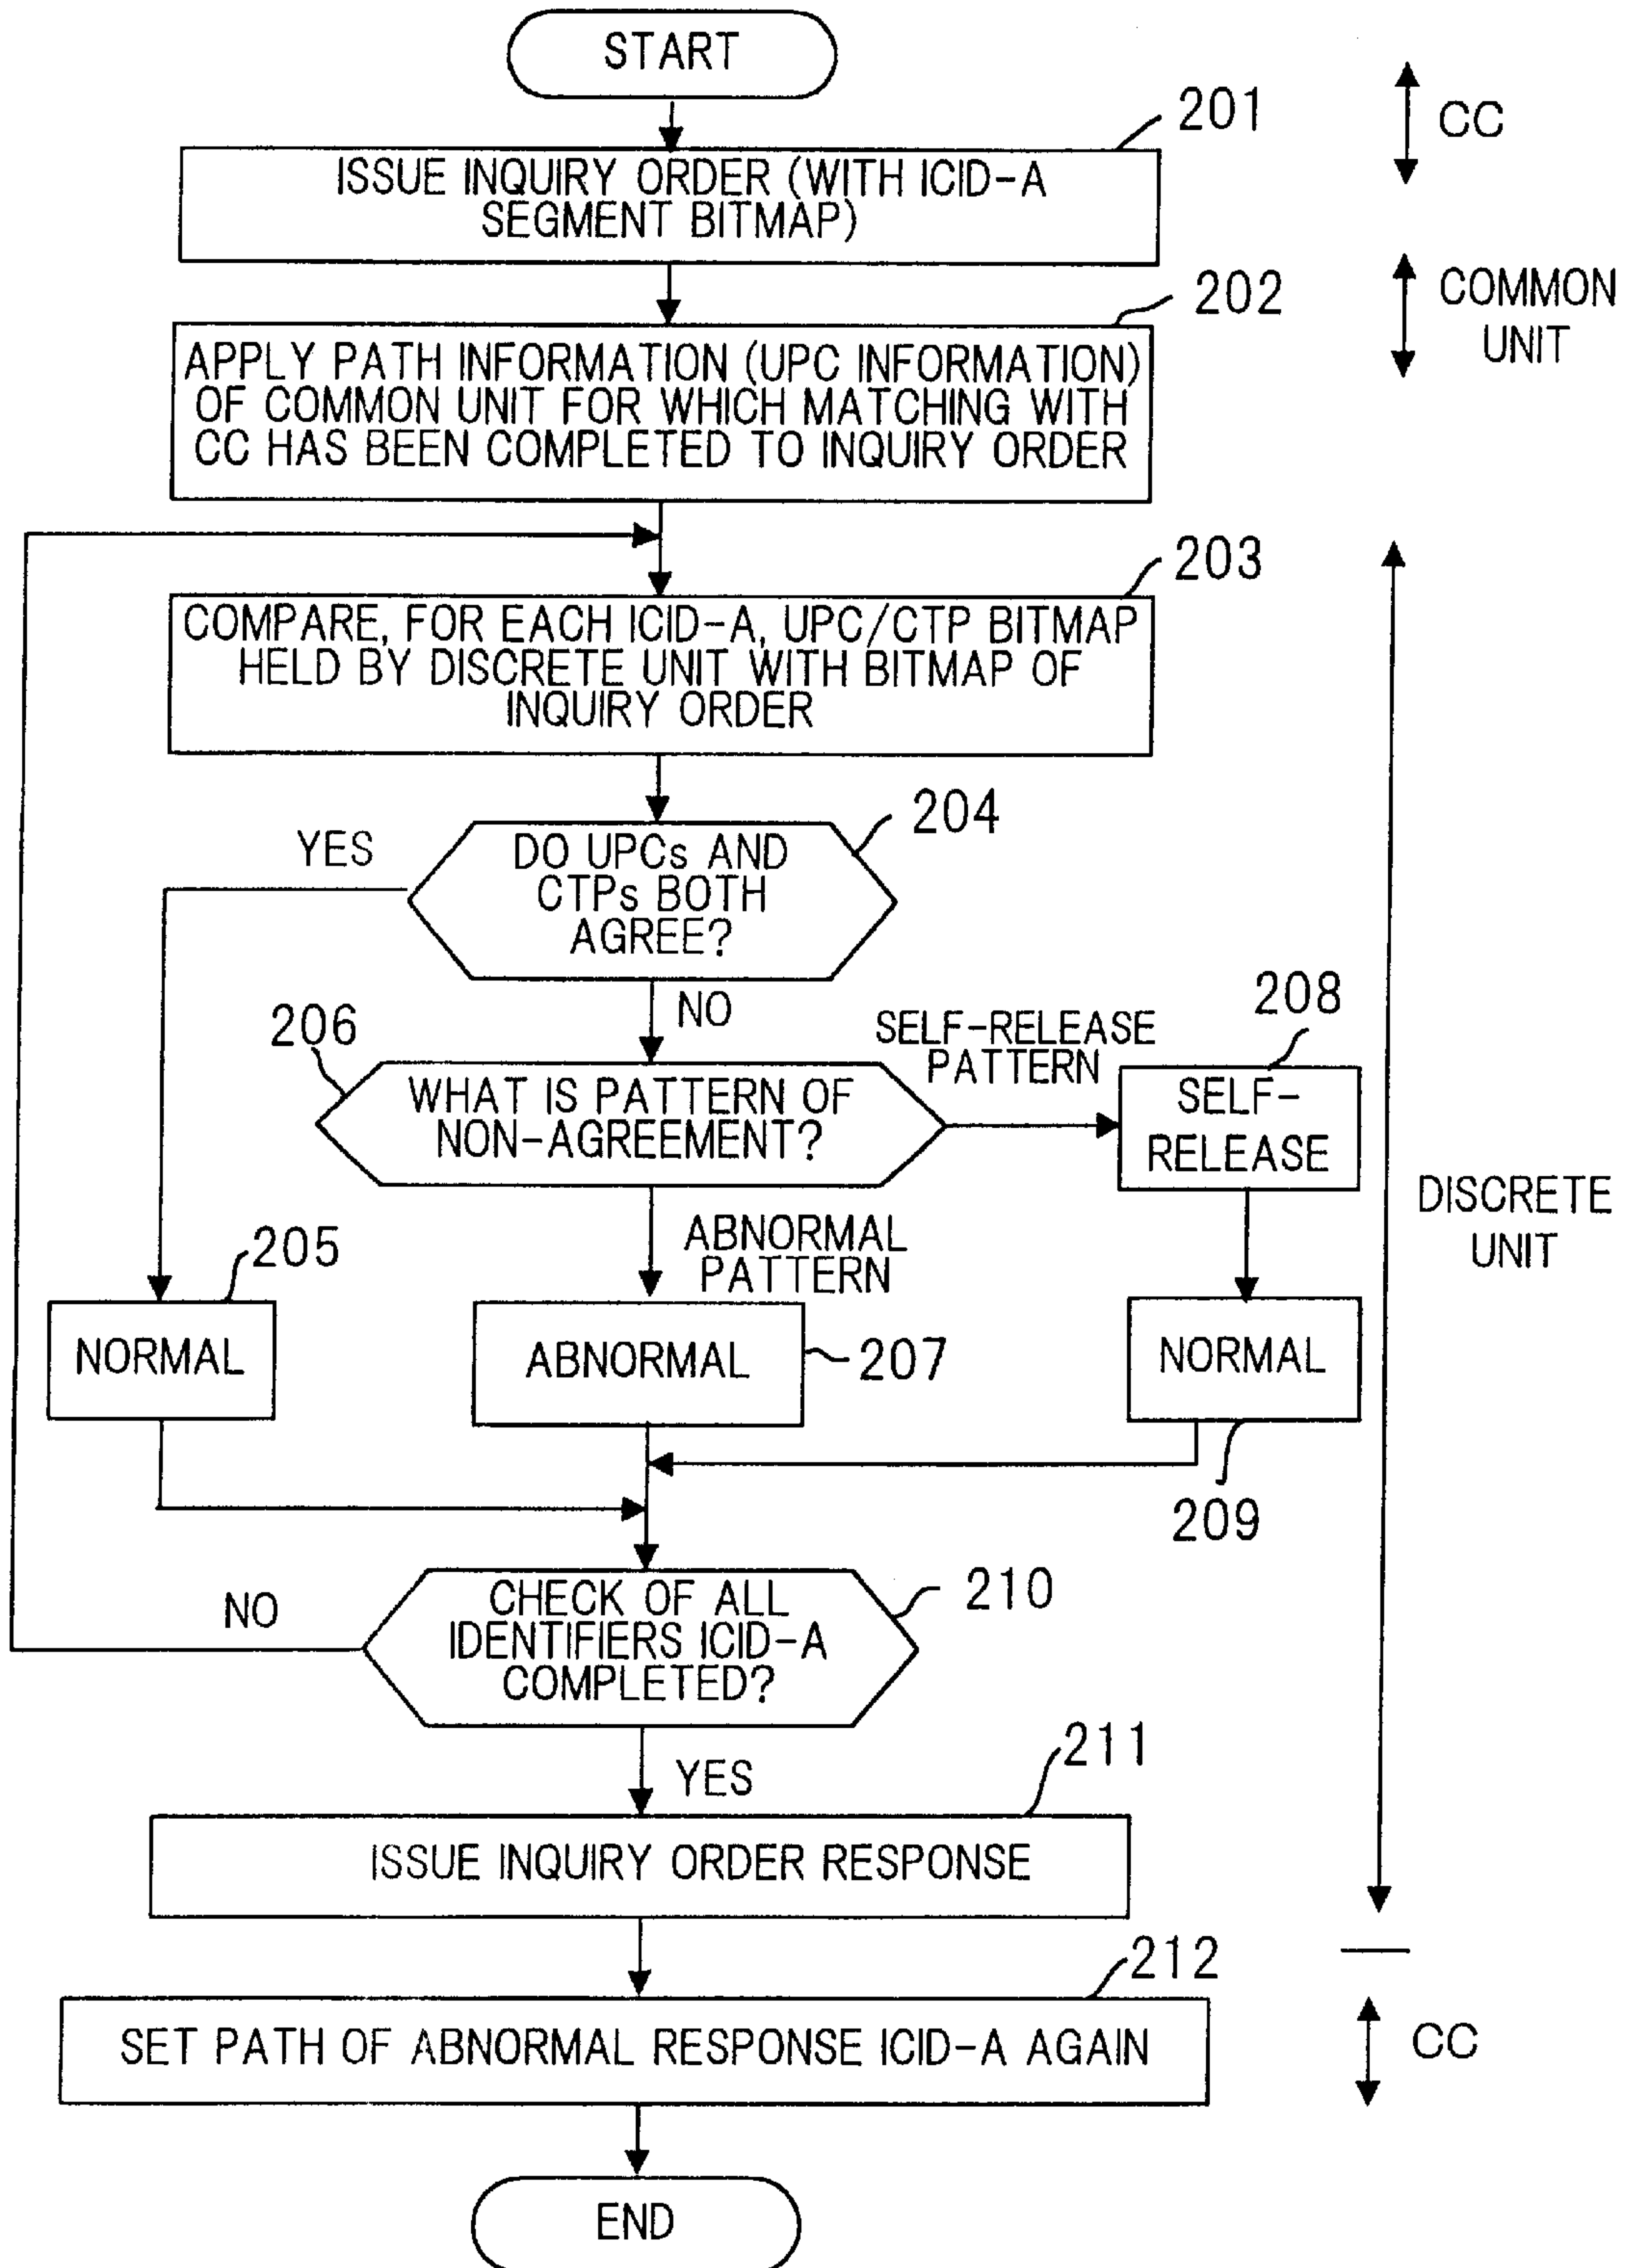 START
201
CC
ISSUE INQUIRY ORDER (WITH ICID-A
SEGMENT BITMAP)
202
COMMON
UNIT
APPLY PATH INFORMATION (UPC INFORMATION)
OF COMMON UNIT FOR WHICH MATCHING WITH
CC HAS BEEN COMPLETED TO INQUIRY ORDER
203
COMPARE, FOR EACH ICID-A, UPC/CTP BITMAP
HELD BY DISCRETE UNIT WITH BITMAP OF
INQUIRY ORDER
204
YES
DO UPCs AND
CTPs BOTH
AGREE?
NO
206
SELF-RELEASE
PATTERN
208
WHAT IS PATTERN OF
NON-AGREEMENT?
SELF-
RELEASE
DISCRETE
UNIT
ABNORMAL
PATTERN
205
NORMAL
ABNORMAL
207
NORMAL
209
NO
CHECK OF ALL
IDENTIFIERS ICID-A
COMPLETED?
210
YES
211
ISSUE INQUIRY ORDER RESPONSE
212
SET PATH OF ABNORMAL RESPONSE ICID-A AGAIN
CC
END